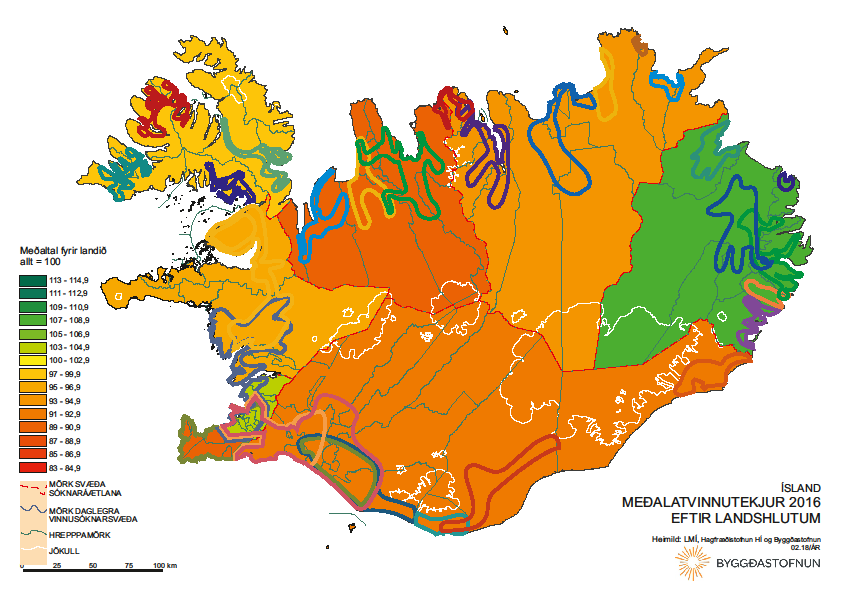 Meðaltal fyrir landið
allt = 100
113 - 114,9
111 - 112,9
109 - 110,9
107 - 108,9
105 - 106,9
103 - 104,9
100 - 102,9
97 - 99,9
95 - 96,9
93 - 94,9
91 - 92,9
89 - 90,9
87 - 88,9
85 - 86,9
83 - 84,9
MÖRK SVÆÐA
SÓKNARÁÆTLANA
MÖRK DAGLEGRA
VINNUSÓKNARSVÆÐA
HREPPPAMÖRK
JÖKULL
0 25 50 75 100 km
ÍSLAND
MEÐALATVINNUTEKJUR 2016
EFTIR LANDSHLUTUM
Heimild: LMÍ, Hagfræðistofnun HÍ og Byggðastofnun
02.18/ÁR
BYGGÐASTOFNUN